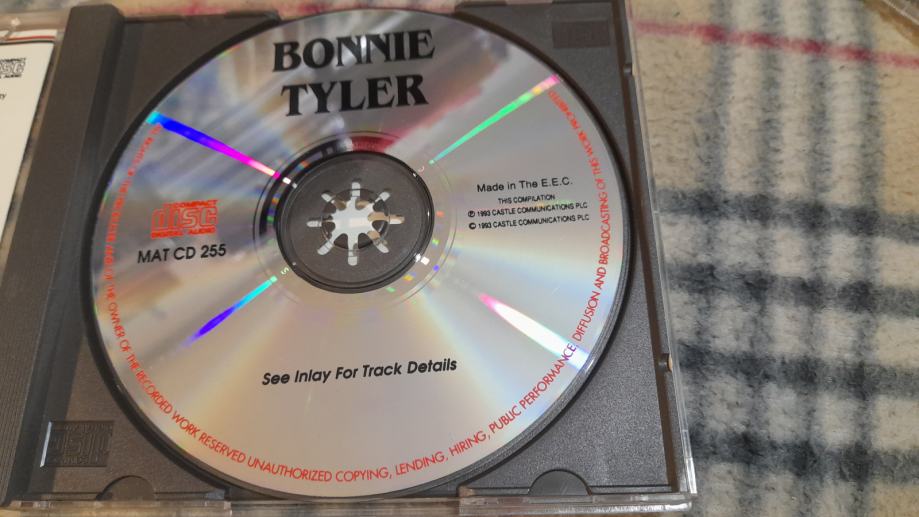 BONNIE
TYLER
COMPACT
disc
DIGITAL AUDIO
MAT CD 255
Made in The E.E.C.
THIS COMPILATION
℗ 1993 CASTLE COMMUNICATIONS PLC
© 1993 CASTLE COMMUNICATIONS PLC
See Inlay For Track Details
OWNER OF THE RECORDED WORK RESERVED UNAUTHORIZED COPYING, LENDING, HIRING, PUBLIC PERFORMANCE, DIFFUSION AND BROADCASTING OF THIS WORK PROHIBITED